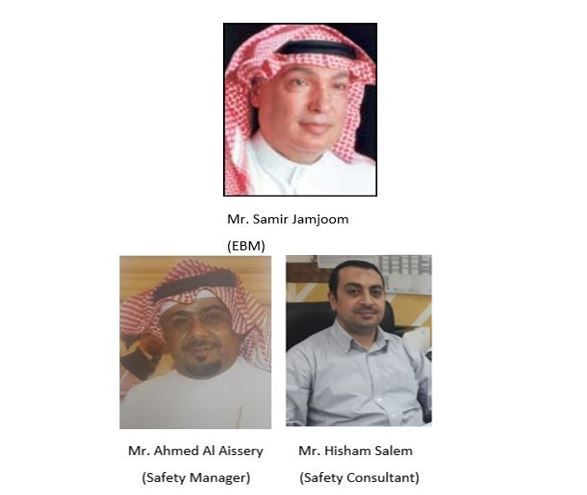 Mr. Samir Jamjoom
(EBM)
Mr. Ahmed Al Aissery
(Safety Manager)
Mr. Hisham Salem
(Safety Consultant)